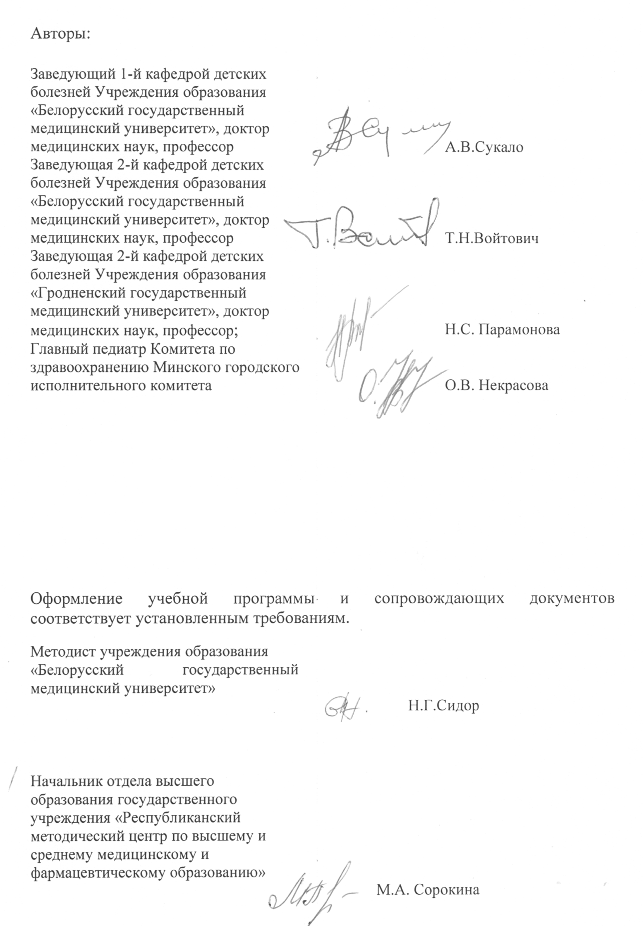 Авторы:
Заведующий 1-й кафедрой детских
болезней Учреждения образования
«Белорусский государственный
медицинский университет», доктор
медицинских наук, профессор А.В.Сукало
Заведующая 2-й кафедрой детских
болезней Учреждения образования
«Белорусский государственный
медицинский университет», доктор
медицинских наук, профессор Т.Н.Войтович
Заведующая 2-й кафедрой детских
болезней Учреждения образования
«Гродненский государственный
медицинский университет», доктор
медицинских наук, профессор; Н.С. Парамонова
Главный педиатр Комитета по
здравоохранению Минского городского
исполнительного комитета О.В. Некрасова
Оформление учебной программы и сопровождающих документов
соответствует установленным требованиям.
Методист учреждения образования
«Белорусский государственный
медицинский университет»
Н.Г.Сидор
Начальник отдела высшего
образования государственного
учреждения «Республиканский
методический центр по высшему и
среднему медицинскому и
фармацевтическому образованию»
М.А. Сорокина